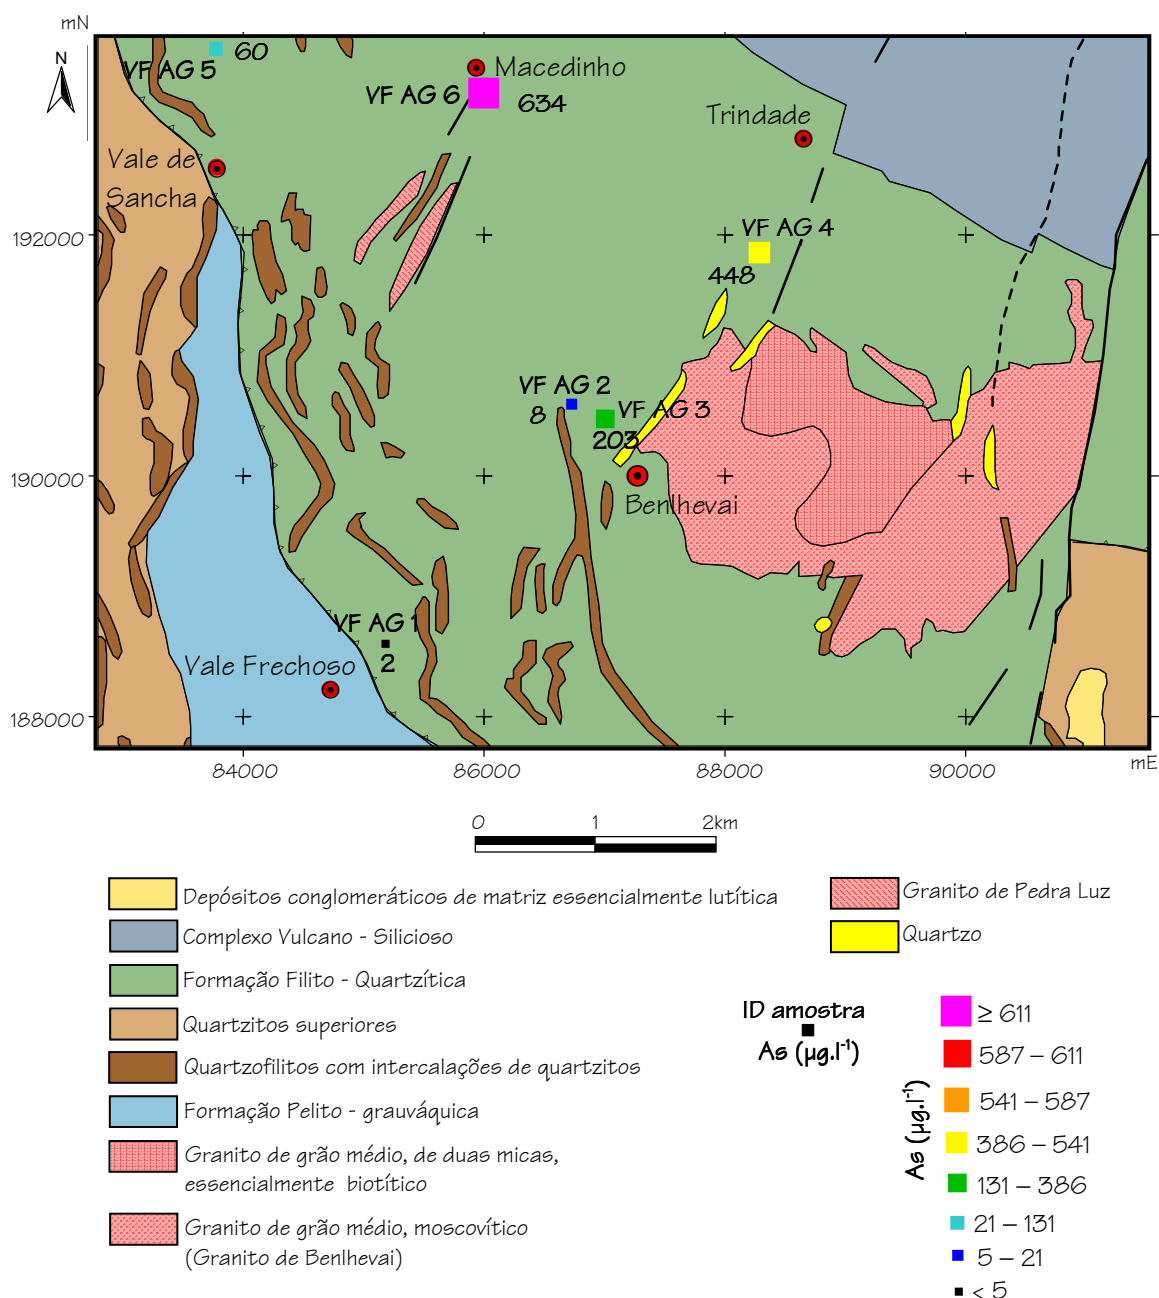 mN
N
60
VF AG 5
Macedinho
VF AG 6
634
Trindade
Vale de
Sancha
192000
VF AG 4
448
VF AG 2
8
VF AG 3
203
190000
Benlhevai
VF AG 1
2
Vale Frechoso
188000
84000
86000
88000
90000
mE
0
1
2km
Depósitos conglomeráticos de matriz essencialmente lutítica
Complexo Vulcano - Silicioso
Formação Filito - Quartzítica
Quartzitos superiores
Quartzofilitos com intercalações de quartzitos
Formação Pelito - grauváquica
Granito de grão médio, de duas micas,
essencialmente biotítico
Granito de grão médio, moscovítico
(Granito de Benlhevai)
Granito de Pedra Luz
Quartzo
ID amostra
As (µg.l⁻¹)
As (µg.l⁻¹)
≥ 611
587 – 611
541 – 587
386 – 541
131 – 386
21 – 131
5 – 21
< 5